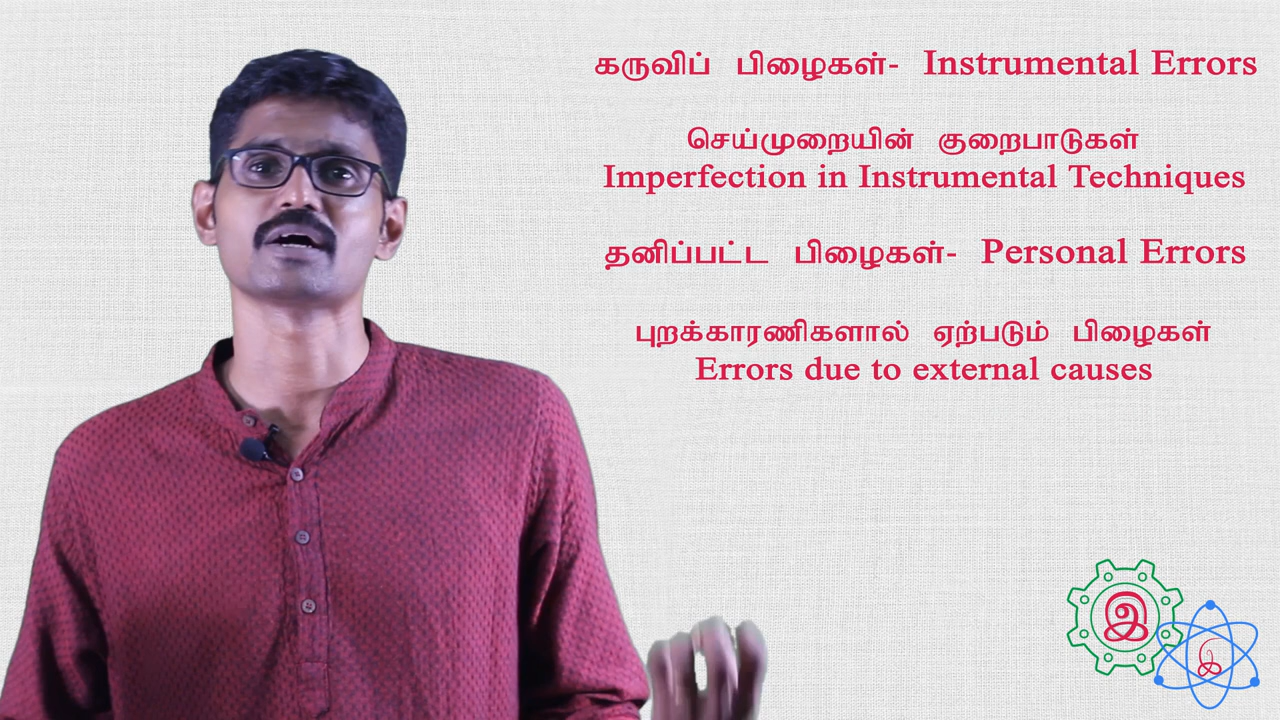 கருவிப் பிழைகள்- Instrumental Errors
செய்முறையின் குறைபாடுகள்
Imperfection in Instrumental Techniques
தனிப்பட்ட பிழைகள்- Personal Errors
புறக்காரணிகளால் ஏற்படும் பிழைகள்
Errors due to external causes
இ
இ